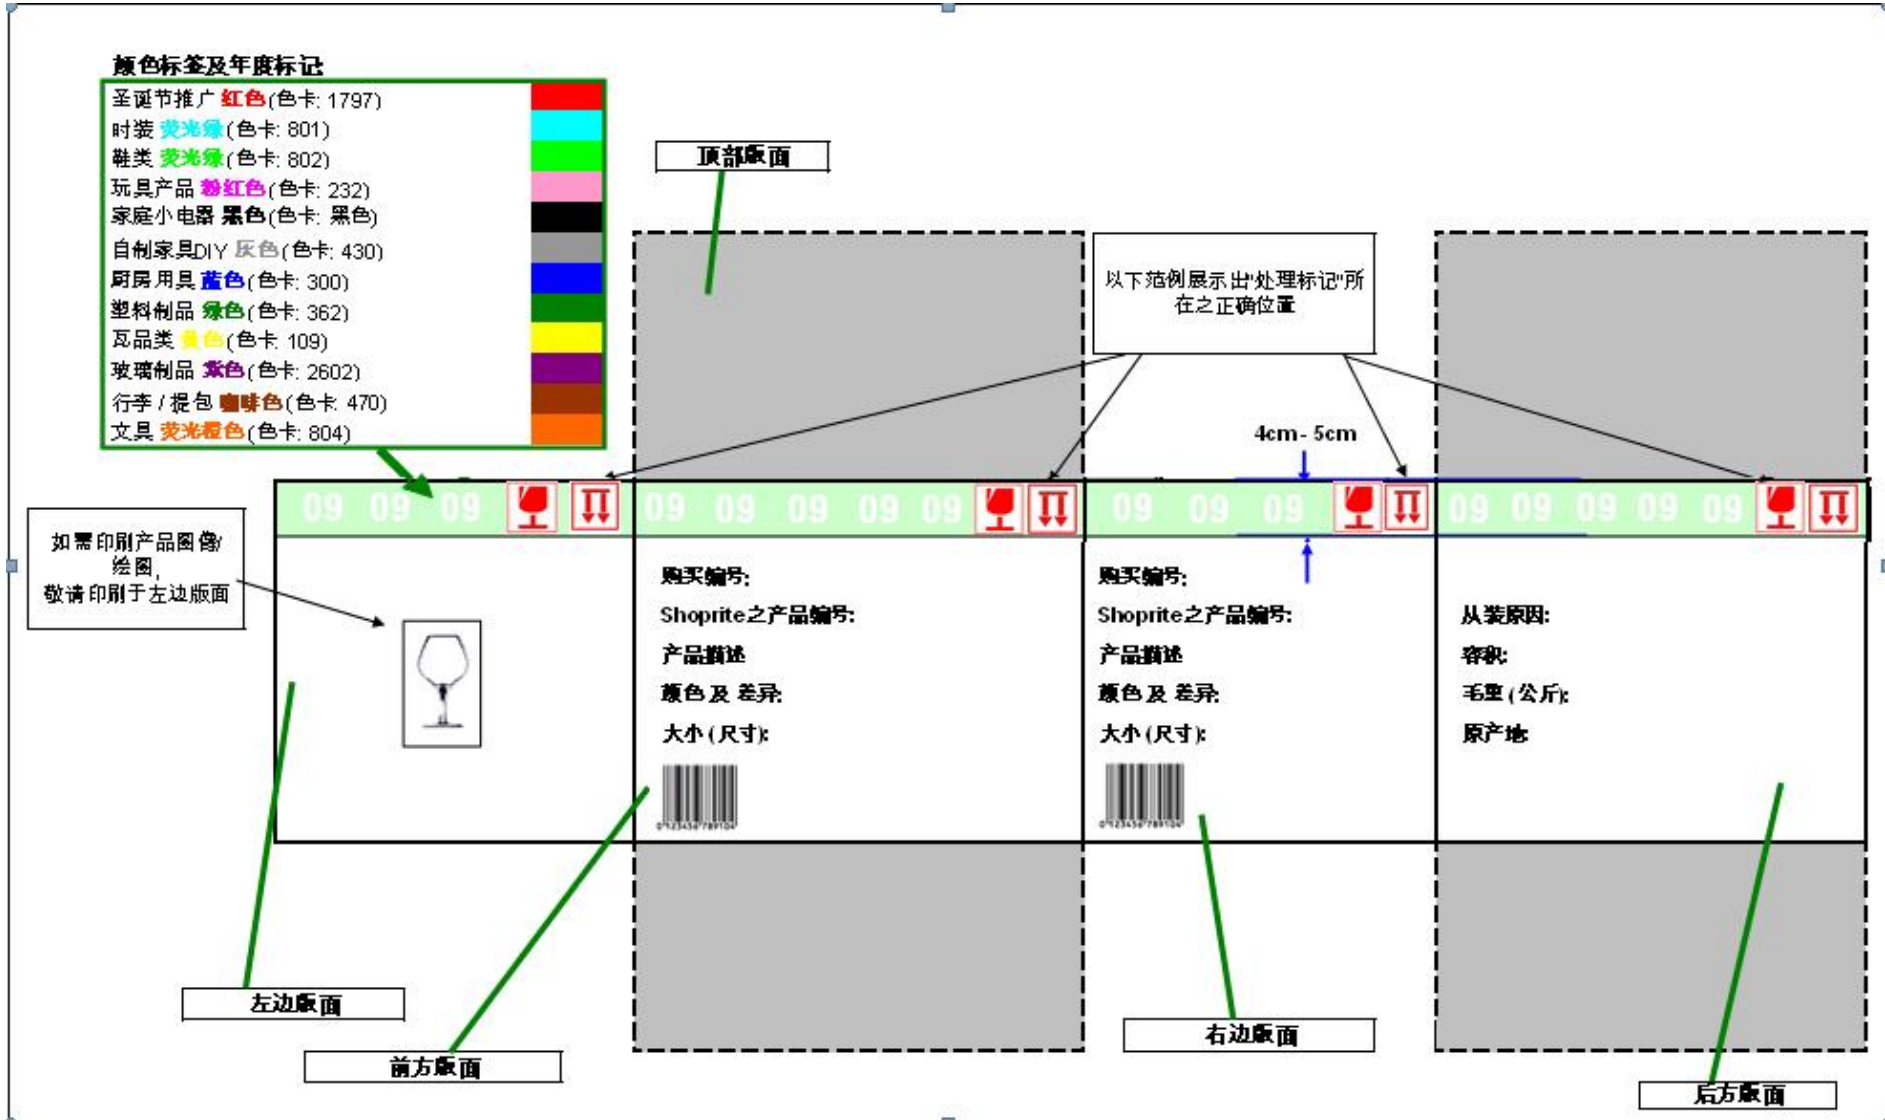 颜色标签及年度标记
圣诞节推广 红色(色卡: 1797)
时装 荧光绿(色卡: 801)
鞋类 荧光绿(色卡: 802)
玩具产品 粉红色(色卡: 232)
家庭小电器 黑色(色卡: 黑色)
自制家具DIY 灰色(色卡: 430)
厨房用具 蓝色(色卡: 300)
塑料制品 绿色(色卡: 362)
瓦品类 黄色(色卡: 109)
玻璃制品 紫色(色卡: 2602)
行李 / 提包 咖啡色(色卡: 470)
文具 荧光橙色(色卡: 804)
顶部版面
以下范例展示出"处理标记"所
在之正确位置
4cm- 5cm
09 09 09
09 09 09 09 09
09 09 09
09 09 09 09 09
如需印刷产品图像/
绘图,
敬请印刷于左边版面
购买编号:
Shoprite之产品编号:
产品描述
颜色及 差异:
大小 (尺寸):
0 123456 789104
购买编号:
Shoprite之产品编号:
产品描述
颜色及 差异:
大小 (尺寸):
0 123456 789104
从装原因:
容积:
毛重 (公斤):
原产地:
左边版面
前方版面
右边版面
后方版面